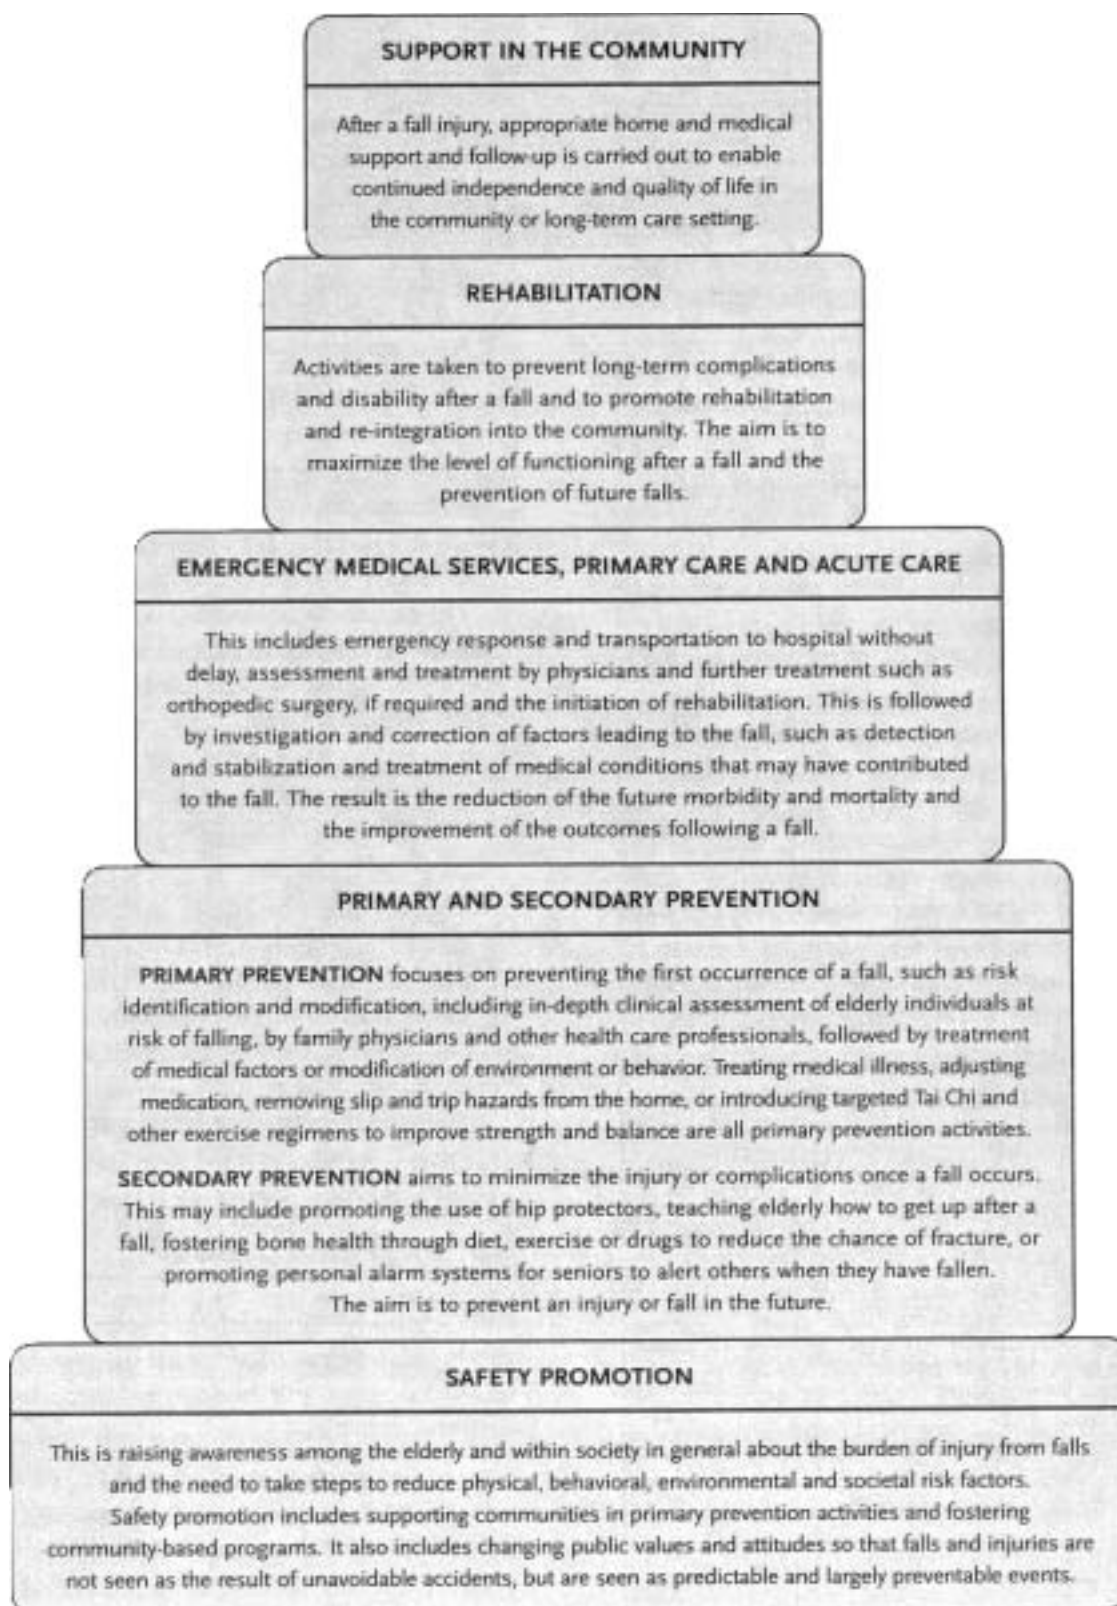 SUPPORT IN THE COMMUNITY
After a fall injury, appropriate home and medical
support and follow-up is carried out to enable
continued independence and quality of life in
the community or long-term care setting.
REHABILITATION
Activities are taken to prevent long-term complications
and disability after a fall and to promote rehabilitation
and re-integration into the community. The aim is to
maximize the level of functioning after a fall and the
prevention of future falls.
EMERGENCY MEDICAL SERVICES, PRIMARY CARE AND ACUTE CARE
This includes emergency response and transportation to hospital without
delay, assessment and treatment by physicians and further treatment such as
orthopedic surgery, if required and the initiation of rehabilitation. This is followed
by investigation and correction of factors leading to the fall, such as detection
and stabilization and treatment of medical conditions that may have contributed
to the fall. The result is the reduction of the future morbidity and mortality and
the improvement of the outcomes following a fall.
PRIMARY AND SECONDARY PREVENTION
PRIMARY PREVENTION focuses on preventing the first occurrence of a fall, such as risk
identification and modification, including in-depth clinical assessment of elderly individuals at
risk of falling, by family physicians and other health care professionals, followed by treatment
of medical factors or modification of environment or behavior. Treating medical illness, adjusting
medication, removing slip and trip hazards from the home, or introducing targeted Tai Chi and
other exercise regimens to improve strength and balance are all primary prevention activities.
SECONDARY PREVENTION aims to minimize the injury or complications once a fall occurs.
This may include promoting the use of hip protectors, teaching elderly how to get up after a
fall, fostering bone health through diet, exercise or drugs to reduce the chance of fracture, or
promoting personal alarm systems for seniors to alert others when they have fallen.
The aim is to prevent an injury or fall in the future.
SAFETY PROMOTION
This is raising awareness among the elderly and within society in general about the burden of injury from falls
and the need to take steps to reduce physical, behavioral, environmental and societal risk factors.
Safety promotion includes supporting communities in primary prevention activities and fostering
community-based programs. It also includes changing public values and attitudes so that falls and injuries are
not seen as the result of unavoidable accidents, but are seen as predictable and largely preventable events.